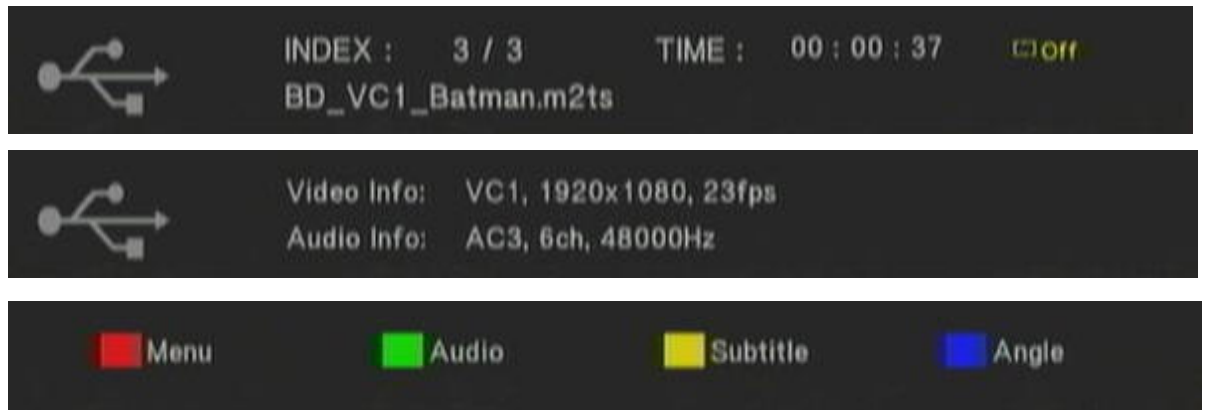 INDEX : 3 / 3 TIME : 00 : 00 : 37 Off
BD_VC1_Batman.m2ts
Video Info: VC1, 1920x1080, 23fps
Audio Info: AC3, 6ch, 48000Hz
Menu Audio Subtitle Angle